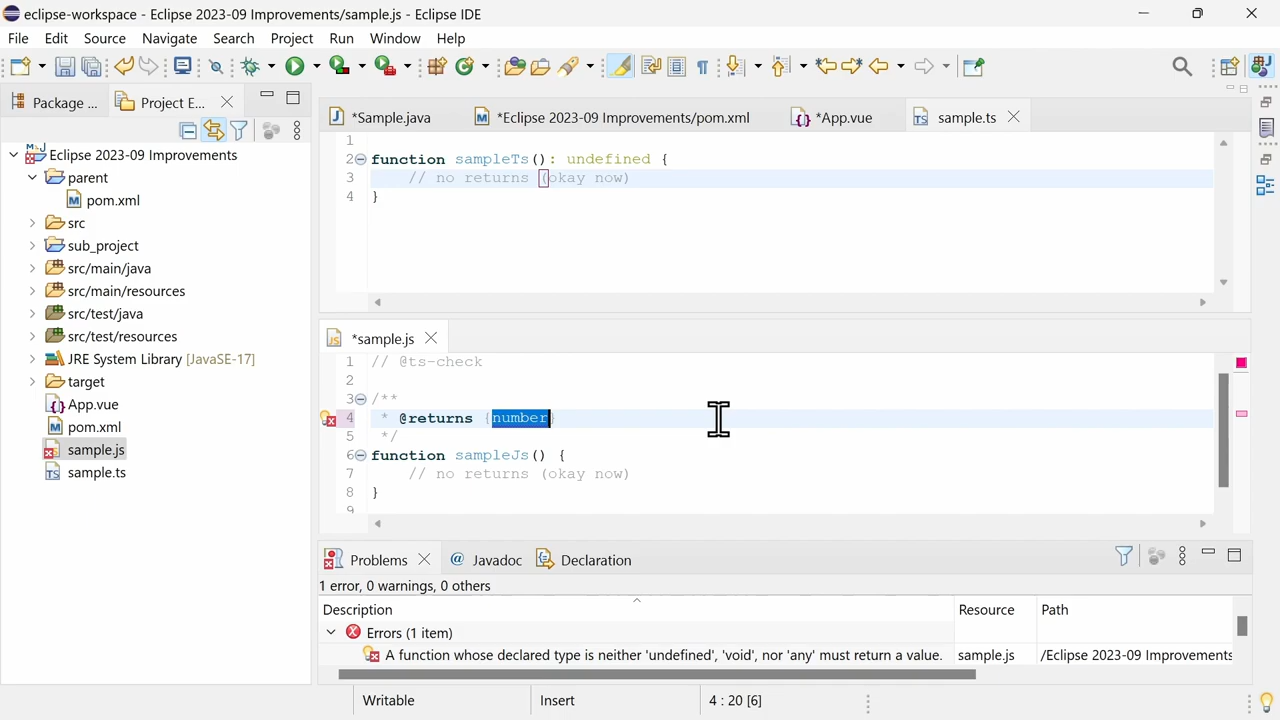 eclipse-workspace - Eclipse 2023-09 Improvements/sample.js - Eclipse IDE
File Edit Source Navigate Search Project Run Window Help
Package ... Project E...
*Sample.java *Eclipse 2023-09 Improvements/pom.xml *App.vue sample.ts
Eclipse 2023-09 Improvements
parent
pom.xml
src
sub_project
src/main/java
src/main/resources
src/test/java
src/test/resources
JRE System Library [JavaSE-17]
target
App.vue
pom.xml
sample.js
sample.ts
1
2 function sampleTs(): undefined {
3 // no returns (okay now)
4 }
*sample.js
1 // @ts-check
2
3 /**
4 * @returns {number}
5 */
6 function sampleJs() {
7 // no returns (okay now)
8 }
9
Problems @ Javadoc Declaration
1 error, 0 warnings, 0 others
Description Resource Path
Errors (1 item)
A function whose declared type is neither 'undefined', 'void', nor 'any' must return a value. sample.js /Eclipse 2023-09 Improvements
Writable Insert 4 : 20 [6]